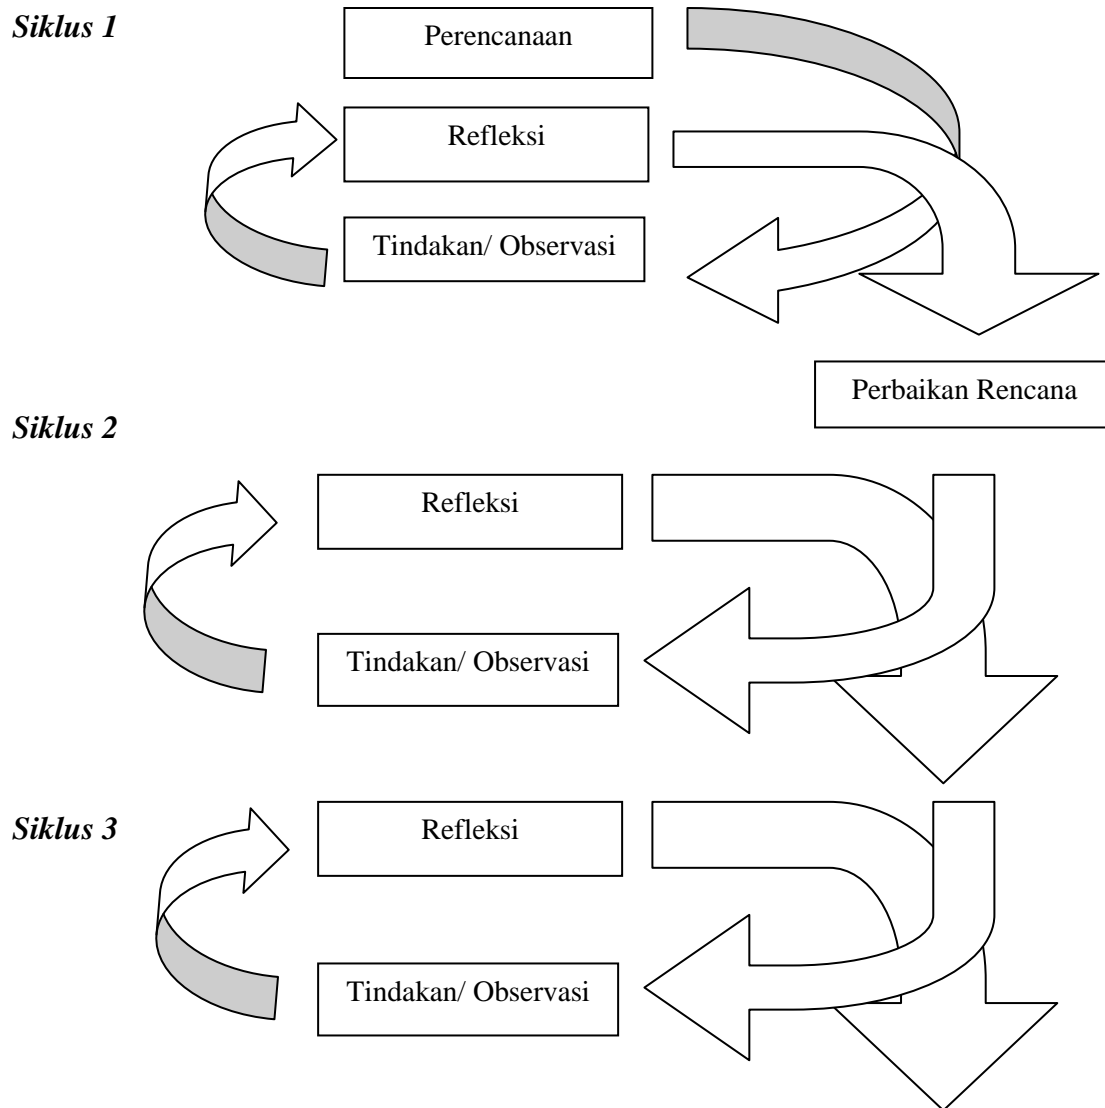 Siklus 1
Perencanaan
Refleksi
Tindakan/ Observasi
Perbaikan Rencana
Siklus 2
Refleksi
Tindakan/ Observasi
Siklus 3
Refleksi
Tindakan/ Observasi